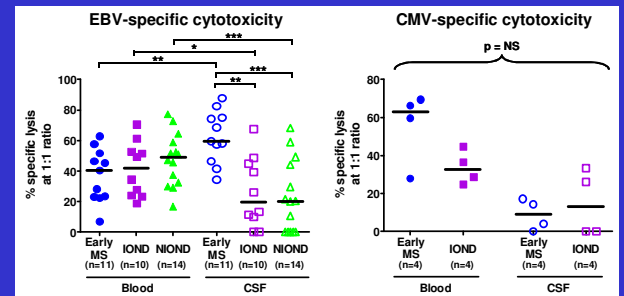 EBV-specific cytotoxicity
***
*
**
***
**
% specific lysis
at 1:1 ratio
100
80
60
40
20
0
Early
MS
(n=11)
IOND
(n=10)
NIOND
(n=14)
Early
MS
(n=11)
IOND
(n=10)
NIOND
(n=14)
Blood
CSF
CMV-specific cytotoxicity
p = NS
% specific lysis
at 1:1 ratio
80
60
40
20
0
Early
MS
(n=4)
IOND
(n=4)
Early
MS
(n=4)
IOND
(n=4)
Blood
CSF